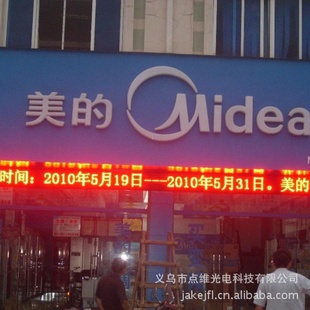 美的 Midea
时间：2010年5月19日---2010年5月31日。美的
义乌市点维光电科技有限公司
jakejfl.cn.alibaba.com